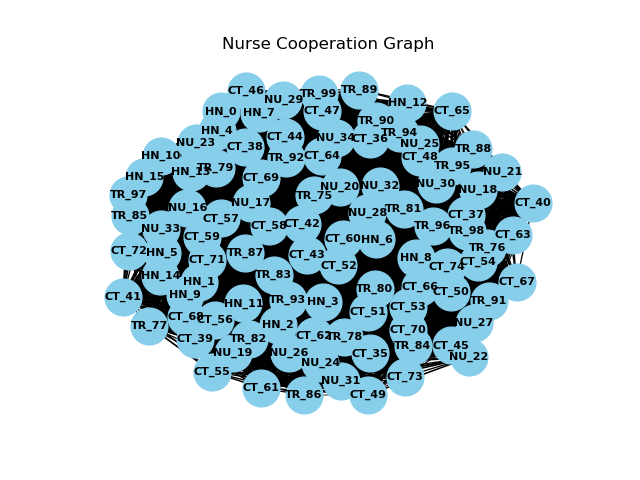 Nurse Cooperation Graph
CT_46
TR_99
TR_89
NU_29
HN_12
HN_0
HN_7
CT_47
CT_65
TR_90
HN_4
TR_94
CT_44
NU_34
CT_36
NU_23
NU_25
CT_38
TR_88
HN_10
TR_92
CT_64
CT_48
TR_79
TR_95
HN_13
NU_21
HN_15
CT_69
NU_20
NU_32
NU_30
NU_18
TR_97
TR_75
NU_17
CT_40
NU_16
TR_81
TR_85
NU_28
CT_37
CT_57
CT_42
CT_58
TR_96
NU_33
TR_98
CT_63
CT_59
CT_60
HN_6
TR_76
CT_72
HN_5
TR_87
CT_43
HN_8
CT_71
CT_54
CT_52
CT_74
HN_14
TR_83
HN_1
CT_67
TR_80
CT_66
CT_50
CT_41
HN_9
TR_93
HN_3
TR_91
HN_11
CT_53
CT_51
CT_68
CT_56
NU_27
HN_2
TR_77
CT_70
CT_62
TR_78
CT_39
TR_82
TR_84
CT_45
NU_19
NU_26
CT_35
NU_22
NU_24
CT_55
CT_73
NU_31
CT_61
TR_86
CT_49